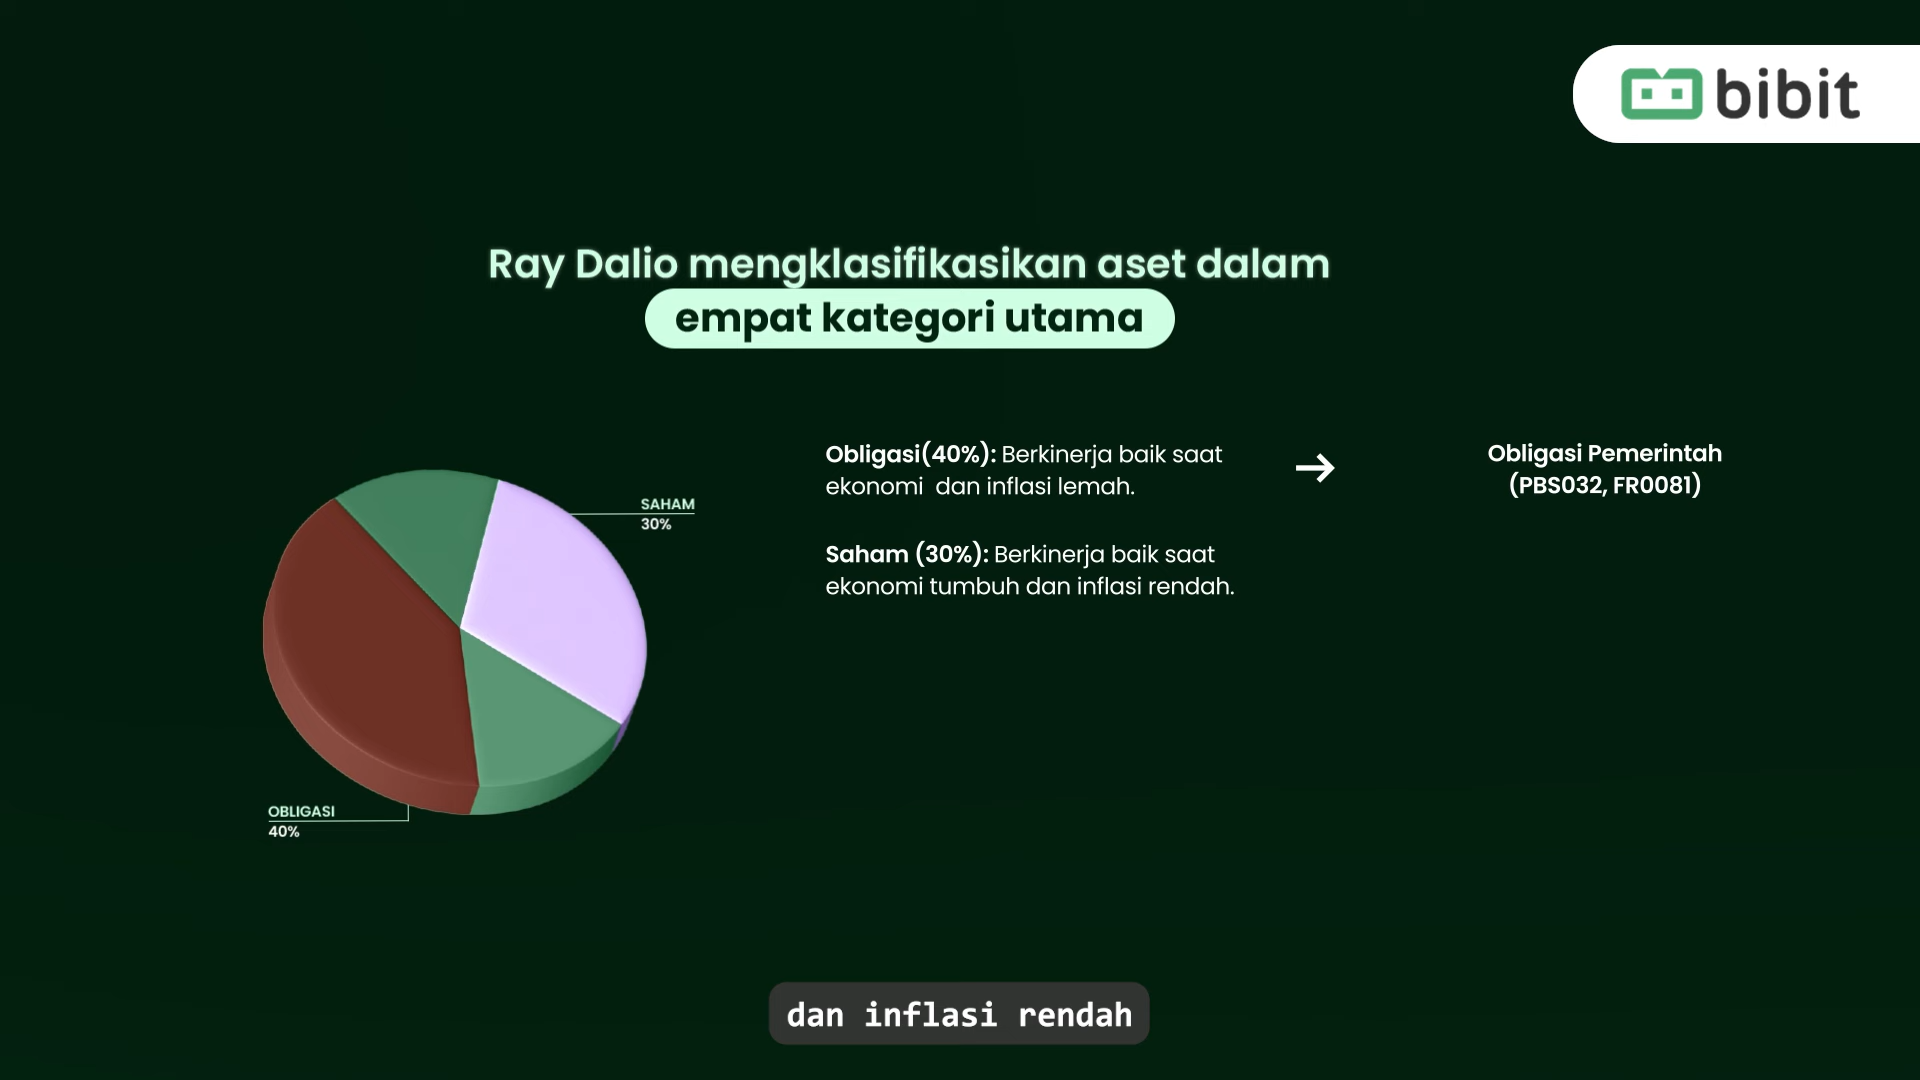 bibit
Ray Dalio mengklasifikasikan aset dalam
empat kategori utama
Obligasi(40%): Berkinerja baik saat
ekonomi  dan inflasi lemah.
Obligasi Pemerintah
(PBS032, FR0081)
Saham (30%): Berkinerja baik saat
ekonomi tumbuh dan inflasi rendah.
SAHAM
30%
OBLIGASI
40%
dan inflasi rendah